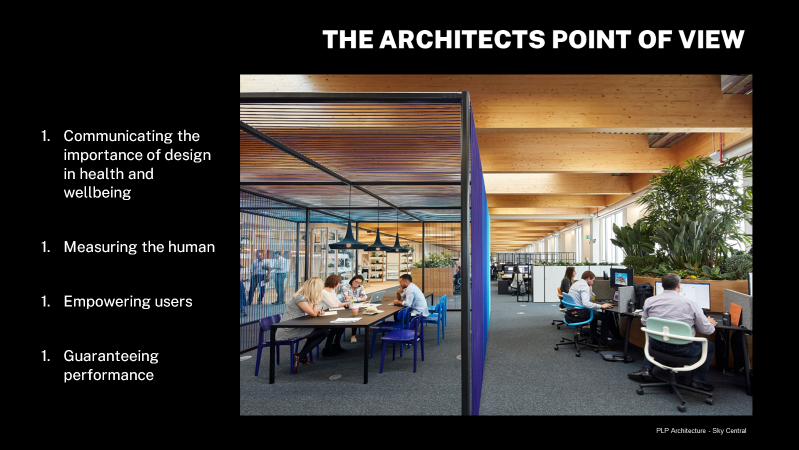 THE ARCHITECTS POINT OF VIEW
1. Communicating the
importance of design
in health and
wellbeing
1. Measuring the human
1. Empowering users
1. Guaranteeing
performance
PLP Architecture - Sky Central